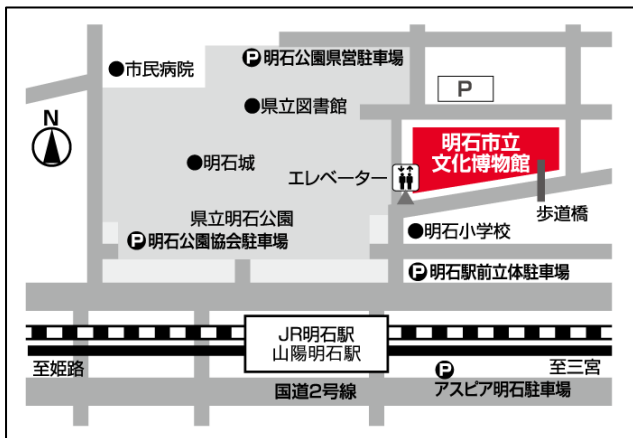 P 明石公園県営駐車場
●市民病院
P
N
●県立図書館
明石市立
文化博物館
●明石城
エレベーター
歩道橋
県立明石公園
●明石小学校
P 明石公園協会駐車場
P 明石駅前立体駐車場
JR明石駅
山陽明石駅
至姫路
至三宮
P
国道2号線
アスピア明石駐車場